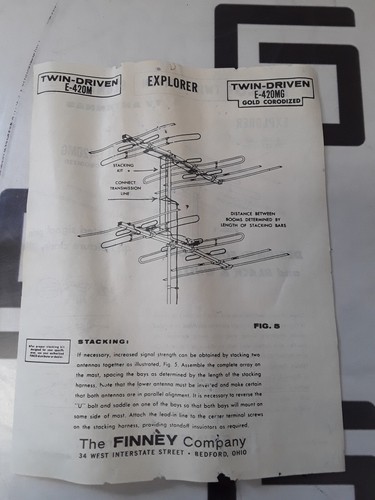 TWIN-DRIVEN
E-420M
EXPLORER
TWIN-DRIVEN
E-420MG
GOLD CORODIZED
STACKING
KIT
CONNECT
TRANSMISSION
LINE
DISTANCE BETWEEN
BOOMS DETERMINED BY
LENGTH OF STACKING BARS
FIG. 5
STACKING:
If necessary, increased signal strength can be obtained by stacking two
antennas together as illustrated, Fig. 5. Assemble the complete array on
the mast, spacing the bays as determined by the length of the stacking
harness. Note that the lower antenna must be inverted and make certain
that both antennas are in parallel alignment. It is necessary to reverse the
"U" bolt and saddle on one of the bays so that both bays will mount on
same side of mast. Attach the lead-in line to the center terminal screws
on the stacking harness, providing standoff insulators as required.
The FINNEY Company
34 WEST INTERSTATE STREET • BEDFORD, OHIO